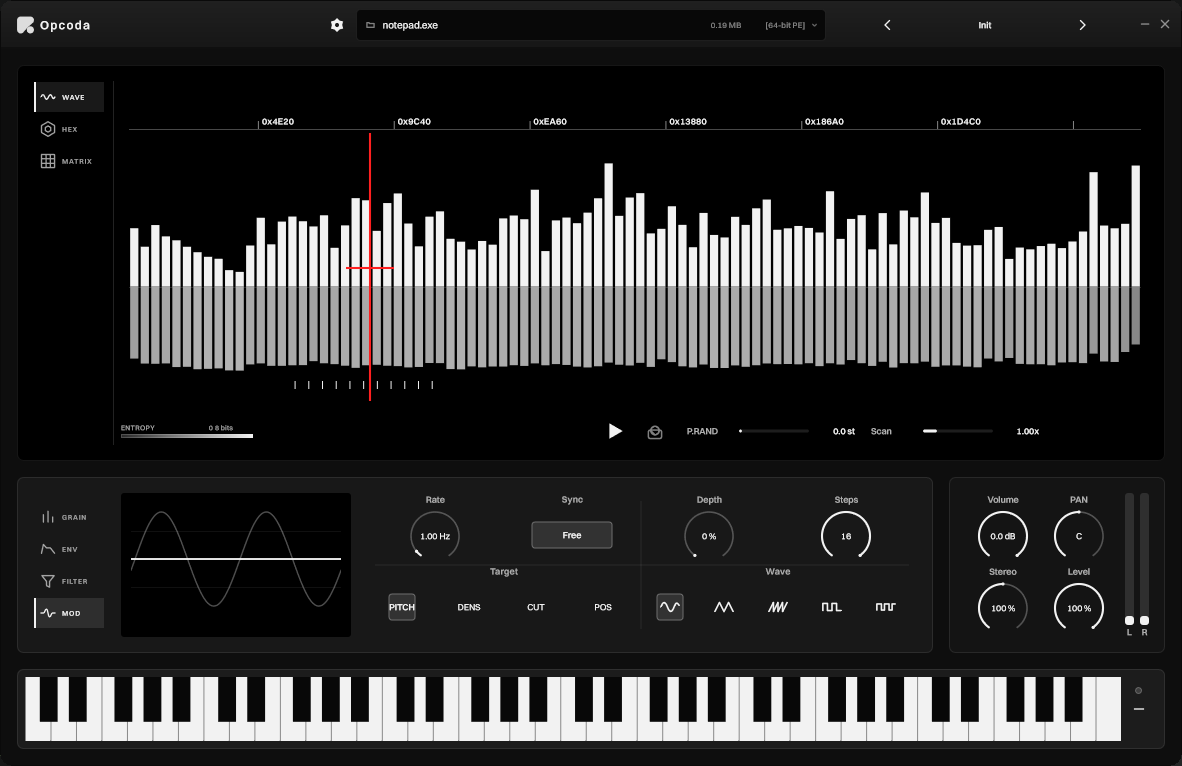 Opcoda
notepad.exe 0.19 MB [64-bit PE]
Init
WAVE
HEX
MATRIX
0x4E20 0x9C40 0xEA60 0x13880 0x186A0 0x1D4C0
ENTROPY 0 8 bits
P.RAND 0.0 st Scan 1.00x
GRAIN
ENV
FILTER
MOD
Rate Sync Depth Steps
1.00 Hz Free 0 % 16
Target Wave
PITCH DENS CUT POS
Volume PAN
0.0 dB C
Stereo Level
100 % 100 %
L R